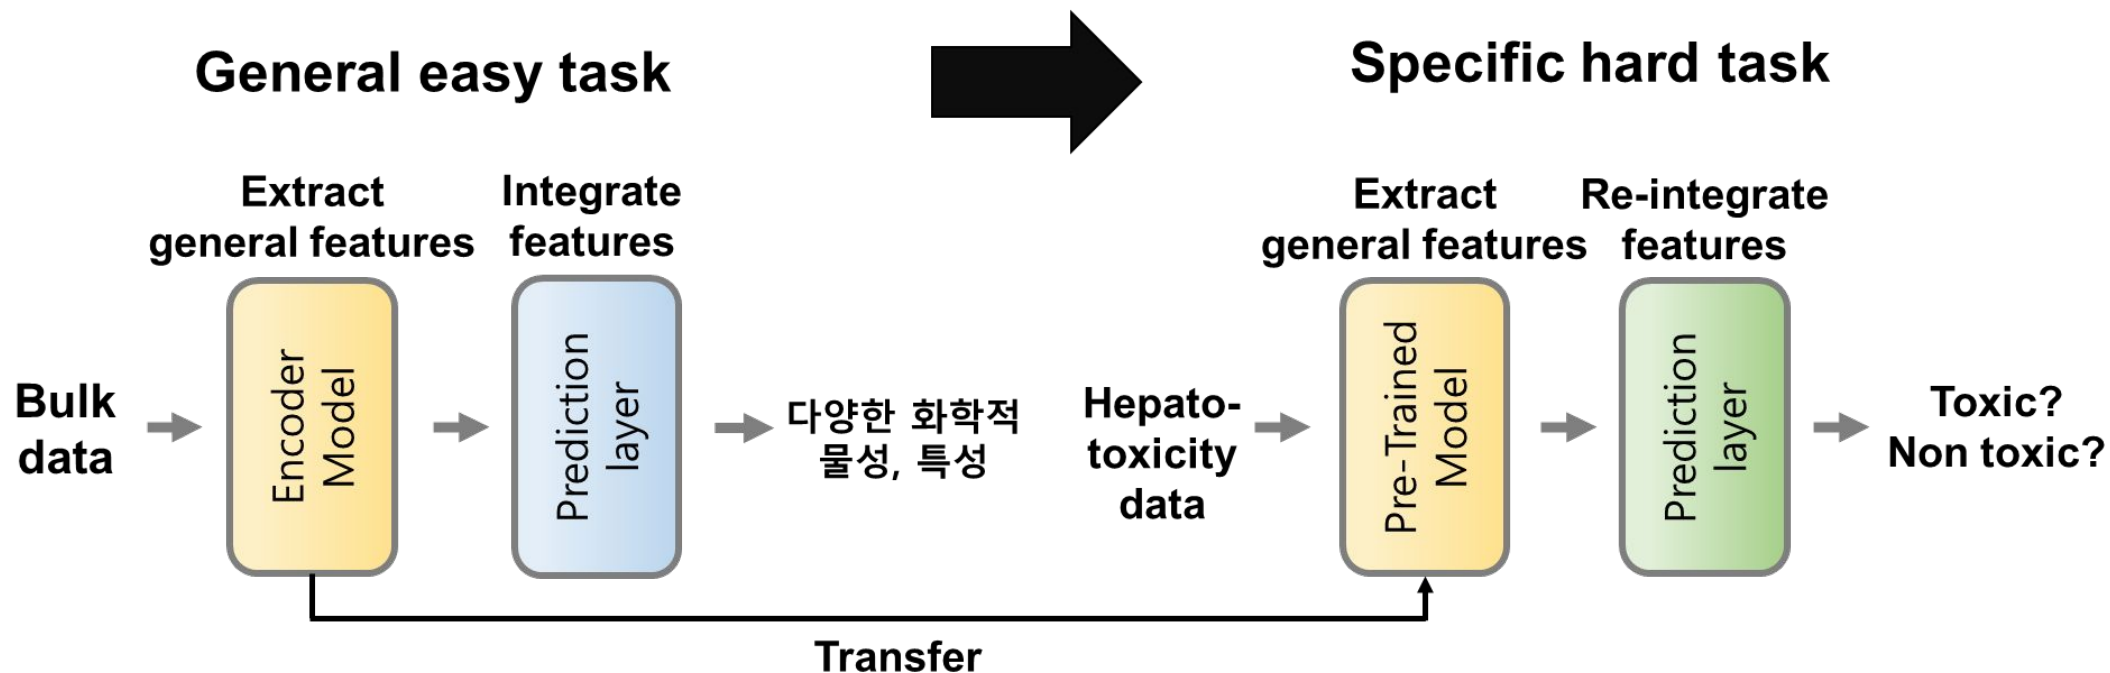 General easy task
Specific hard task
Extract
general features
Integrate
features
Bulk
data
Encoder
Model
Prediction
layer
다양한 화학적
물성, 특성
Extract
general features
Re-integrate
features
Hepato-
toxicity
data
Pre-Trained
Model
Prediction
layer
Toxic?
Non toxic?
Transfer